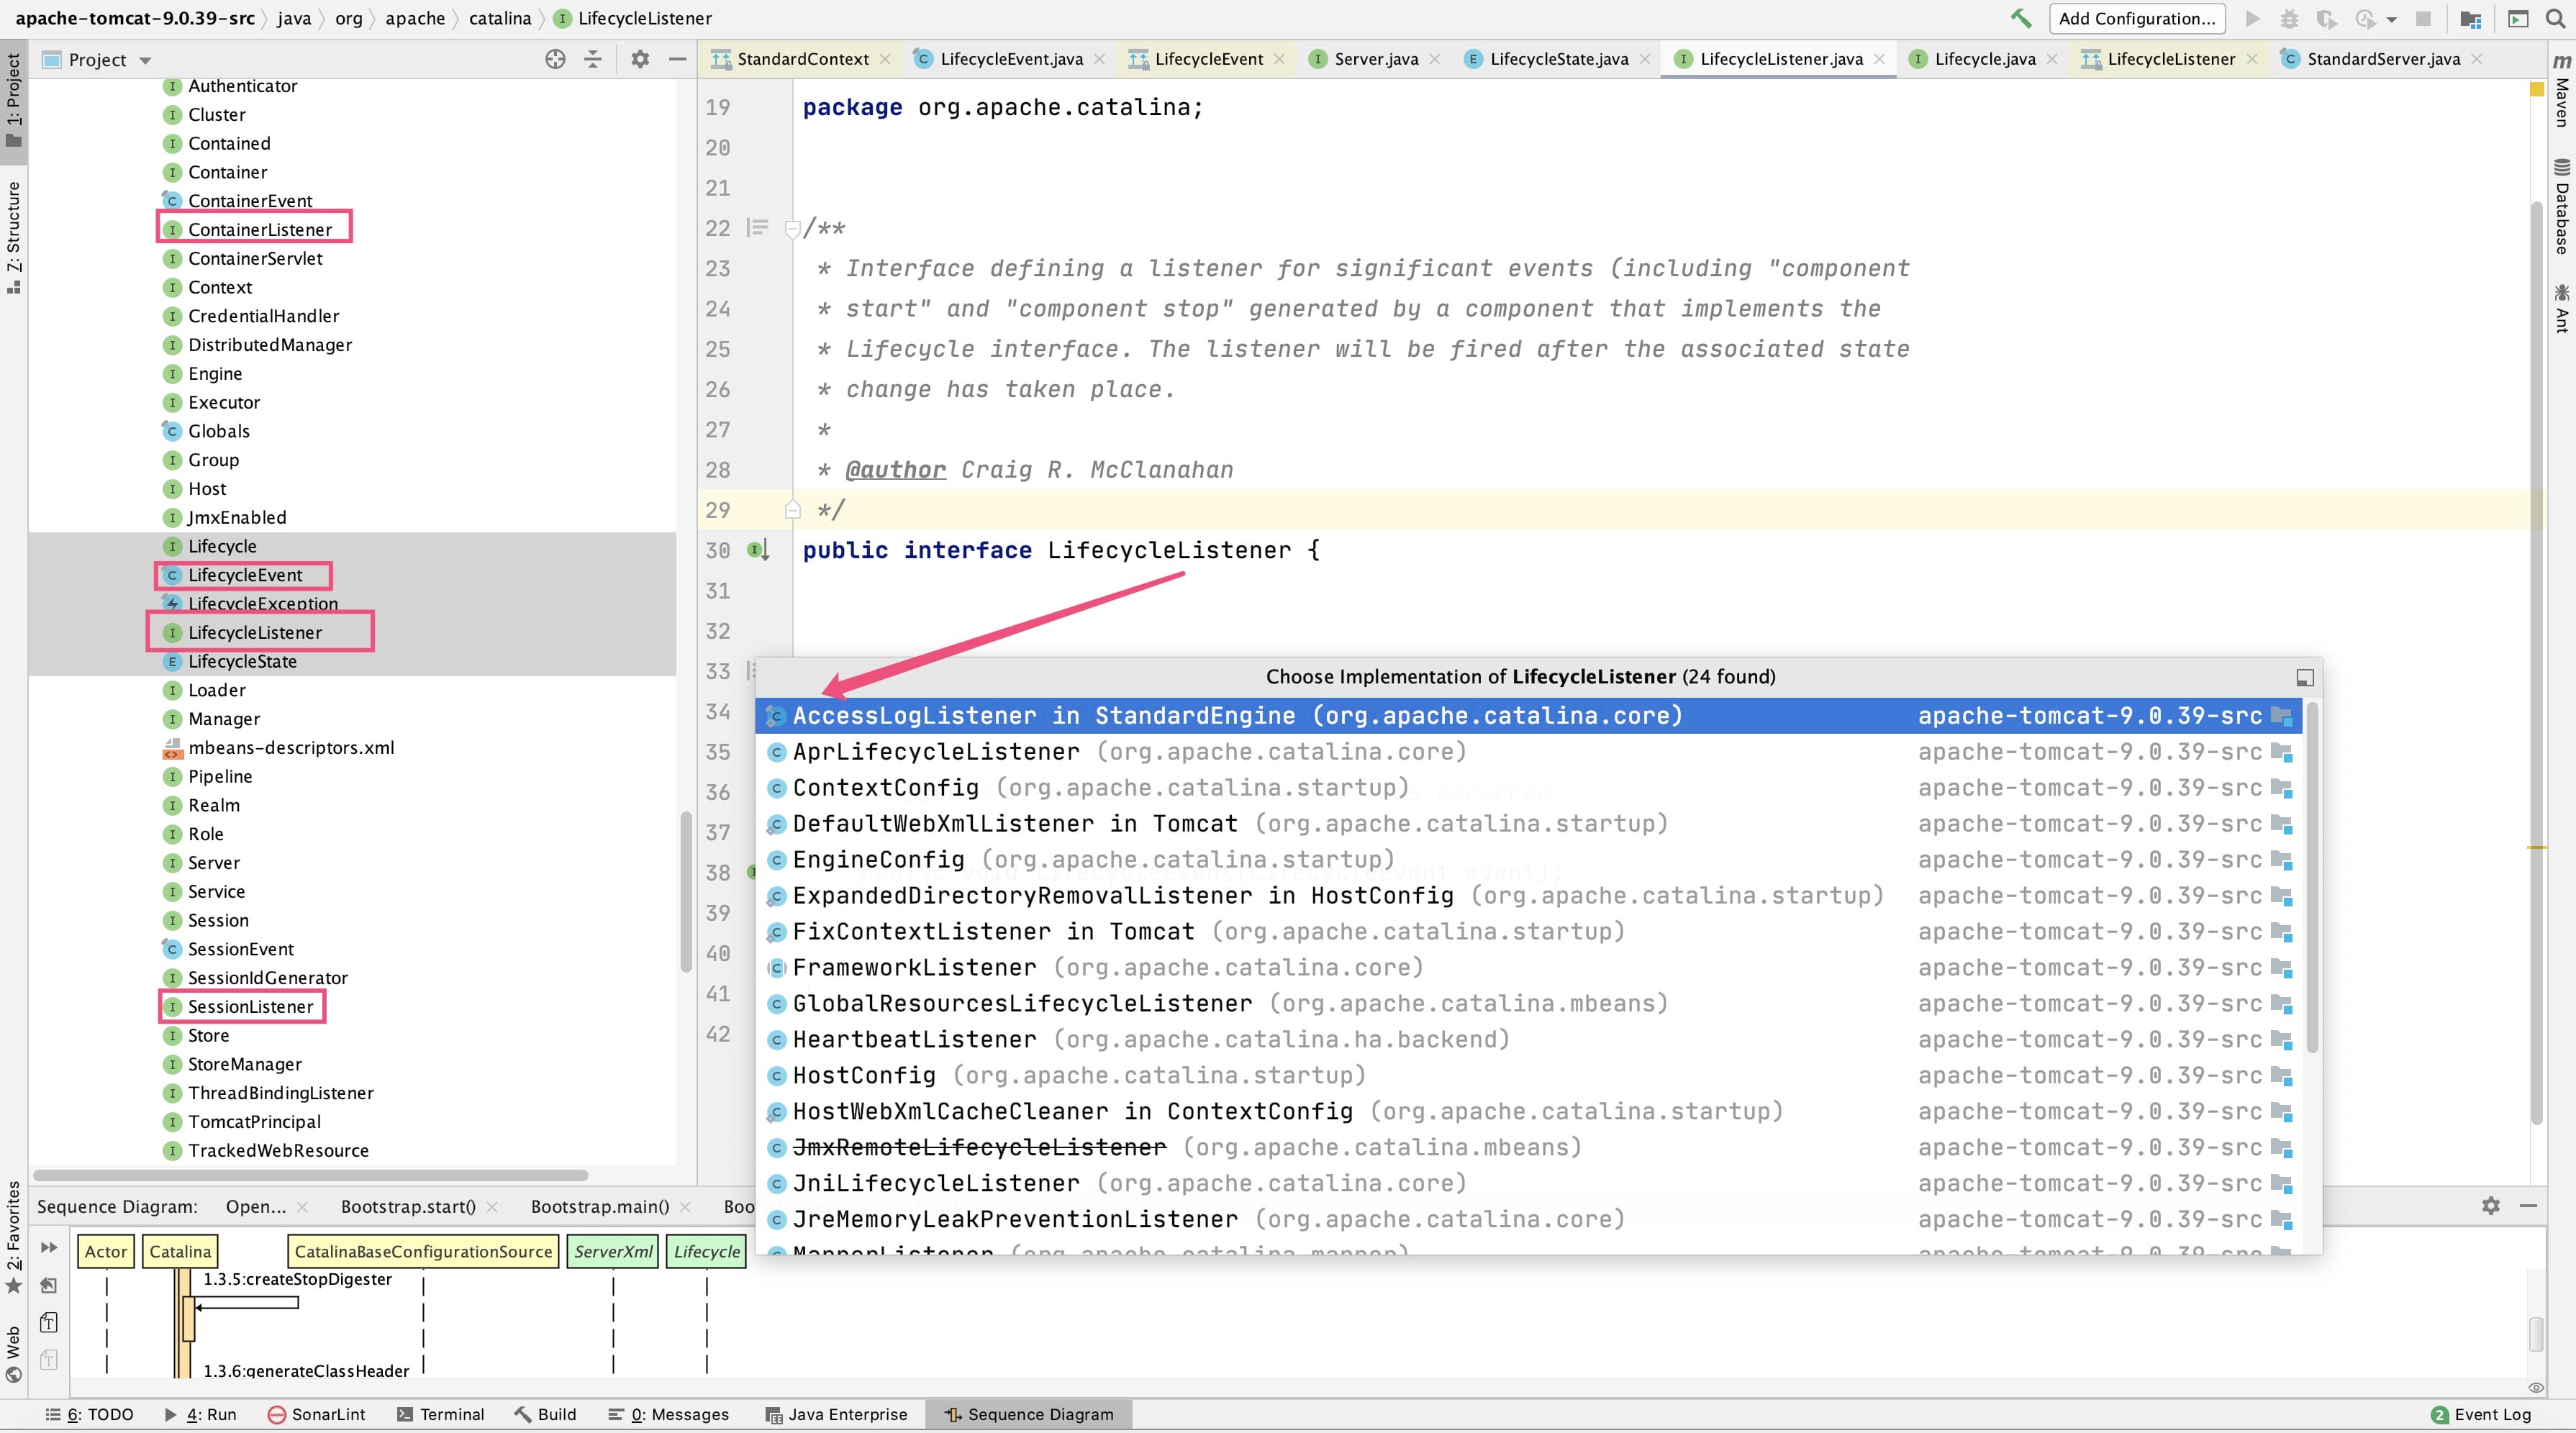 apache-tomcat-9.0.39-src java org apache catalina LifecycleListener
Add Configuration...
Project
StandardContext
LifecycleEvent.java
LifecycleEvent
Server.java
LifecycleState.java
LifecycleListener.java
Lifecycle.java
LifecycleListener
StandardServer.java
1: Project
7: Structure
2: Favorites
Web
Authenticator
Cluster
Contained
Container
ContainerEvent
ContainerListener
ContainerServlet
Context
CredentialHandler
DistributedManager
Engine
Executor
Globals
Group
Host
JmxEnabled
Lifecycle
LifecycleEvent
LifecycleException
LifecycleListener
LifecycleState
Loader
Manager
mbeans-descriptors.xml
Pipeline
Realm
Role
Server
Service
Session
SessionEvent
SessionIdGenerator
SessionListener
Store
StoreManager
ThreadBindingListener
TomcatPrincipal
TrackedWebResource
19 package org.apache.catalina;
20
21
22 /**
23 * Interface defining a listener for significant events (including "component
24 * start" and "component stop" generated by a component that implements the
25 * Lifecycle interface. The listener will be fired after the associated state
26 * change has taken place.
27 *
28 * @author Craig R. McClanahan
29 */
30 public interface LifecycleListener {
31
32
33
34
35
36
37
38
39
40
41
42
Choose Implementation of LifecycleListener (24 found)
AccessLogListener in StandardEngine (org.apache.catalina.core) apache-tomcat-9.0.39-src
AprLifecycleListener (org.apache.catalina.core) apache-tomcat-9.0.39-src
ContextConfig (org.apache.catalina.startup) apache-tomcat-9.0.39-src
DefaultWebXmlListener in Tomcat (org.apache.catalina.startup) apache-tomcat-9.0.39-src
EngineConfig (org.apache.catalina.startup) apache-tomcat-9.0.39-src
ExpandedDirectoryRemovalListener in HostConfig (org.apache.catalina.startup) apache-tomcat-9.0.39-src
FixContextListener in Tomcat (org.apache.catalina.startup) apache-tomcat-9.0.39-src
FrameworkListener (org.apache.catalina.core) apache-tomcat-9.0.39-src
GlobalResourcesLifecycleListener (org.apache.catalina.mbeans) apache-tomcat-9.0.39-src
HeartbeatListener (org.apache.catalina.ha.backend) apache-tomcat-9.0.39-src
HostConfig (org.apache.catalina.startup) apache-tomcat-9.0.39-src
HostWebXmlCacheCleaner in ContextConfig (org.apache.catalina.startup) apache-tomcat-9.0.39-src
JmxRemoteLifecycleListener (org.apache.catalina.mbeans) apache-tomcat-9.0.39-src
JniLifecycleListener (org.apache.catalina.core) apache-tomcat-9.0.39-src
JreMemoryLeakPreventionListener (org.apache.catalina.core) apache-tomcat-9.0.39-src
MapperListener (org.apache.catalina.mapper) apache-tomcat-9.0.39-src
Maven
Database
Ant
Sequence Diagram: Open... Bootstrap.start() Bootstrap.main() Boo
Actor
Catalina
CatalinaBaseConfigurationSource
ServerXml
Lifecycle
1.3.5:createStopDigester
1.3.6:generateClassHeader
6: TODO
4: Run
SonarLint
Terminal
Build
0: Messages
Java Enterprise
Sequence Diagram
2 Event Log